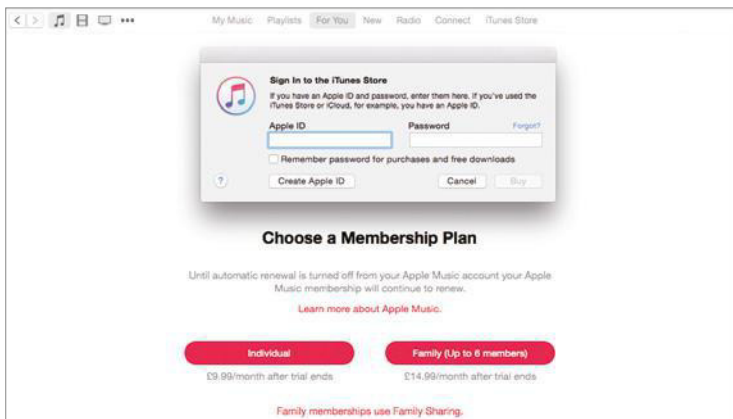 My Music Playlists For You New Radio Connect iTunes Store
Sign In to the iTunes Store
If you have an Apple ID and password, enter them here. If you've used the
iTunes Store or iCloud, for example, you have an Apple ID.
Apple ID Password Forgot?
Remember password for purchases and free downloads
? Create Apple ID Cancel Buy
Choose a Membership Plan
Until automatic renewal is turned off from your Apple Music account your Apple
Music membership will continue to renew.
Learn more about Apple Music.
Individual Family (Up to 6 members)
£9.99/month after trial ends £14.99/month after trial ends
Family memberships use Family Sharing.